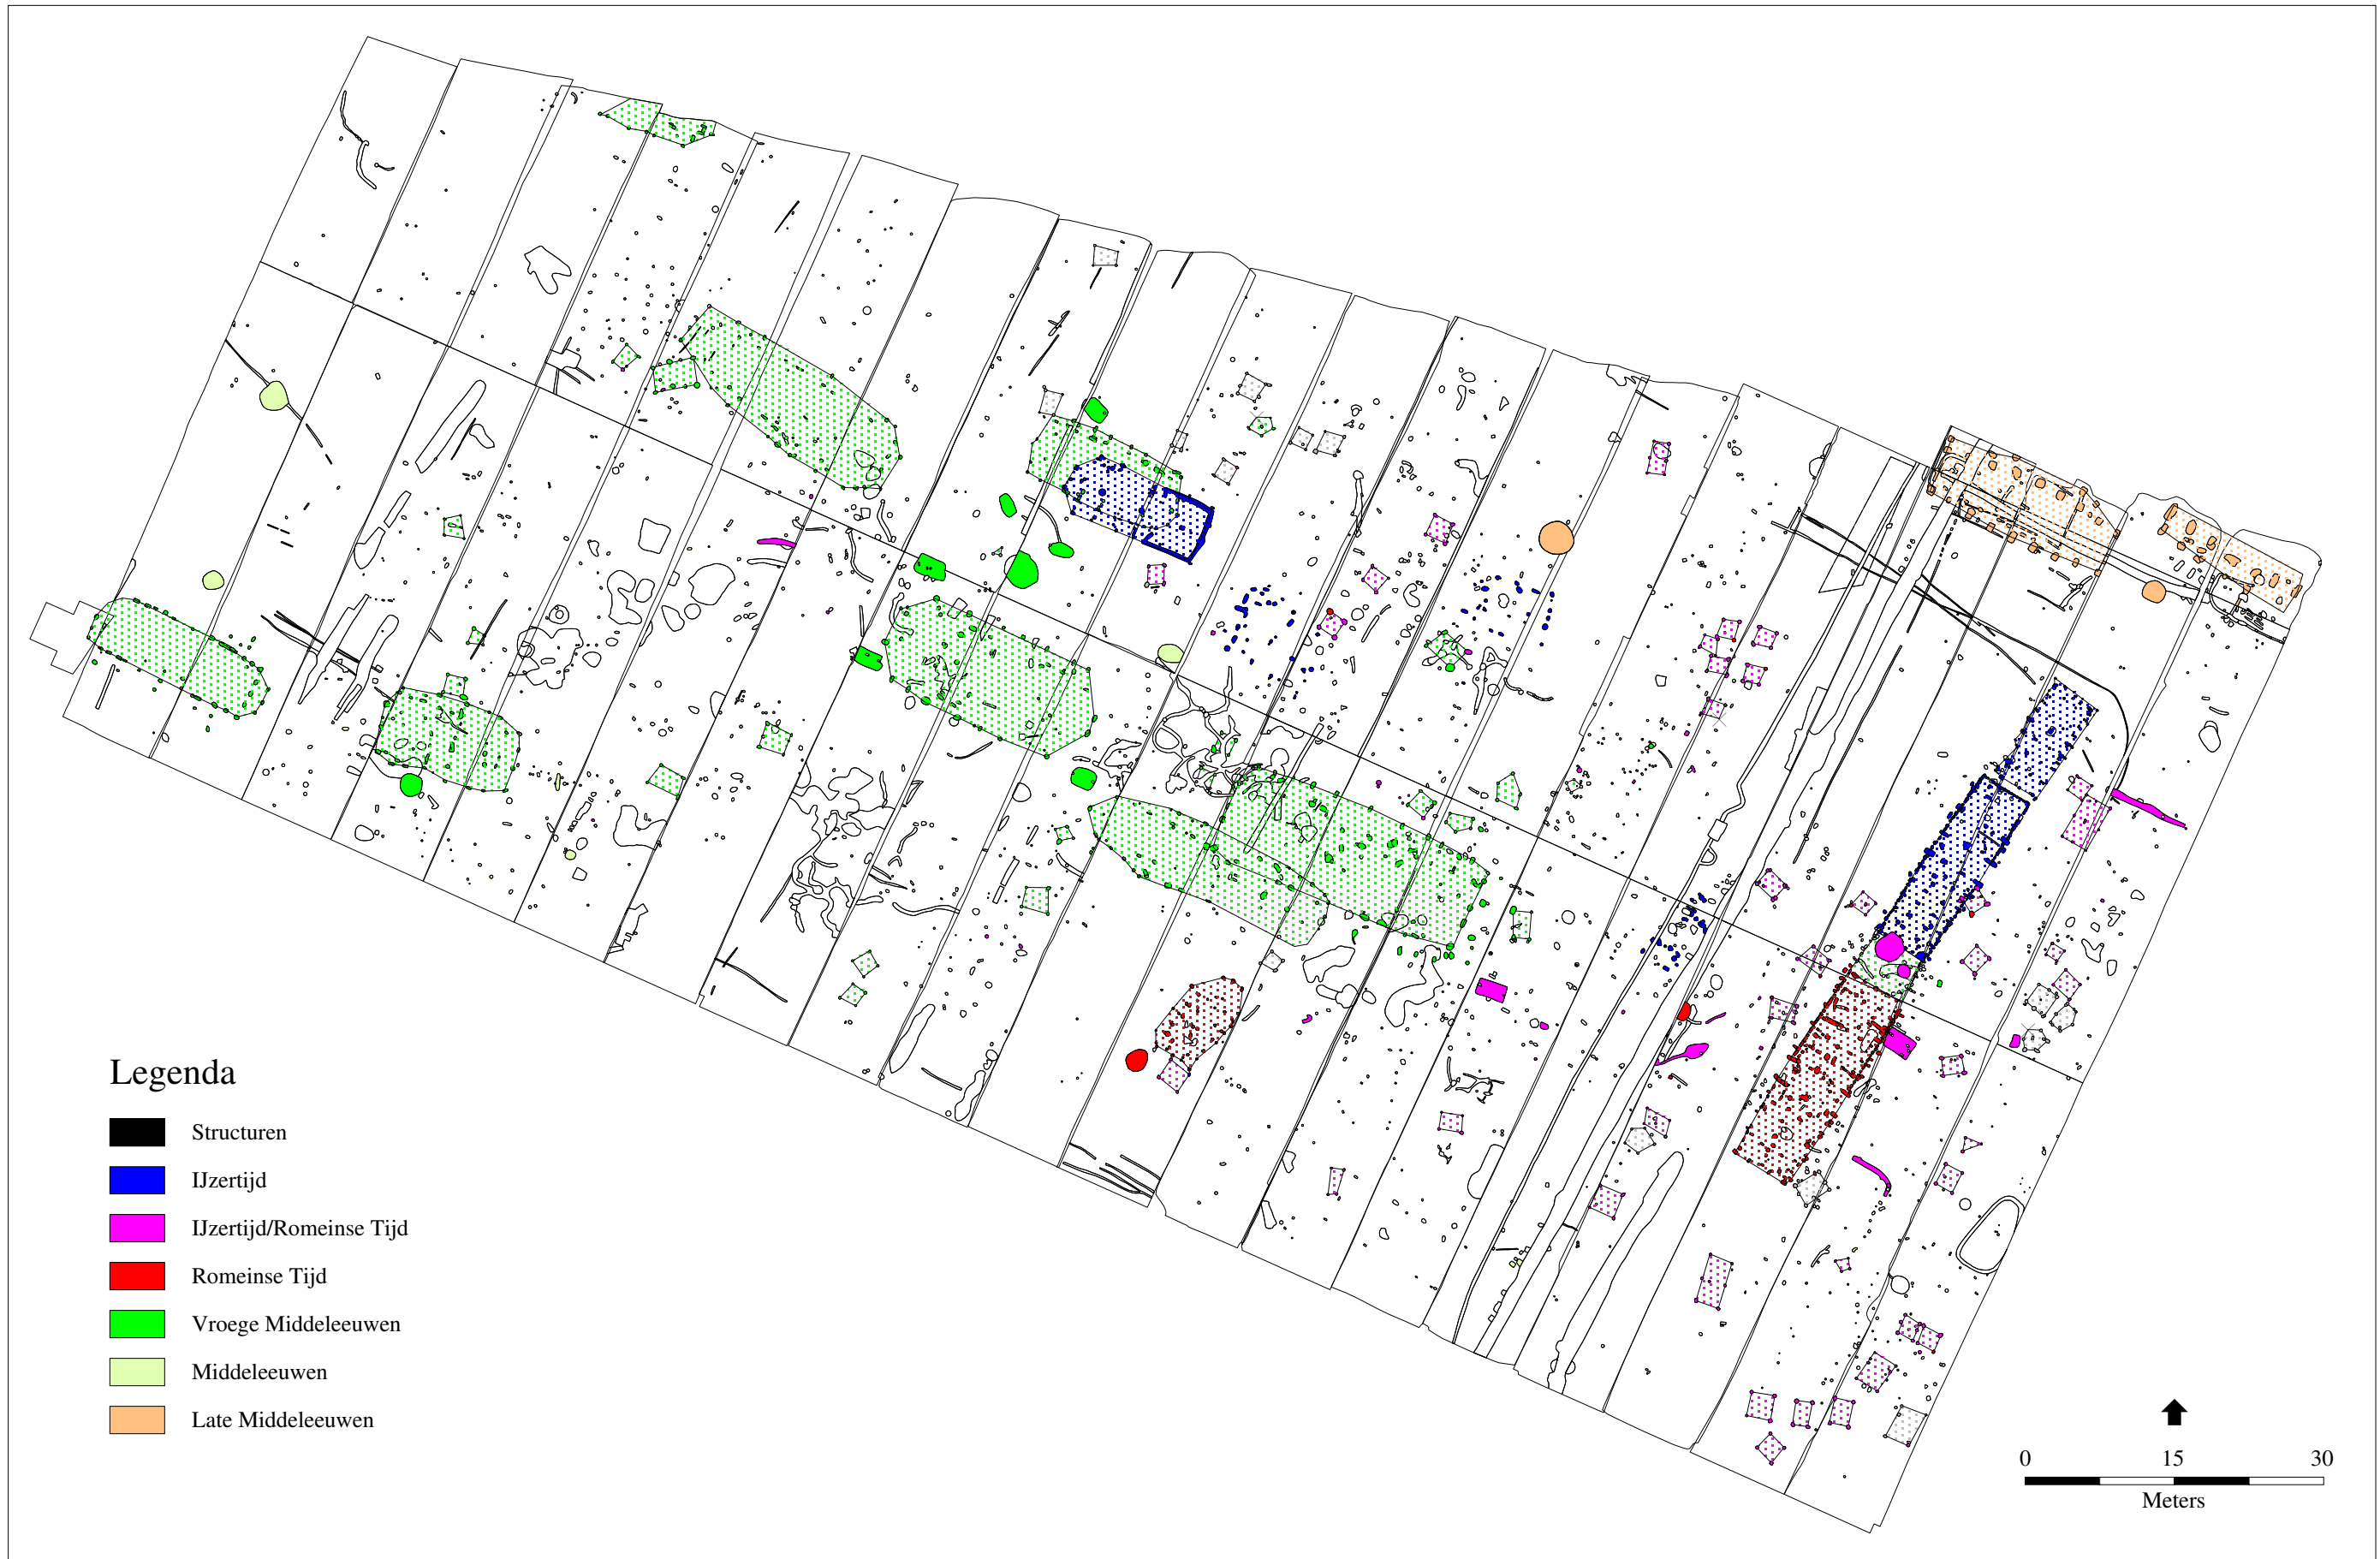 Legenda
Structuren
IJzertijd
IJzertijd/Romeinse Tijd
Romeinse Tijd
Vroege Middeleeuwen
Middeleeuwen
Late Middeleeuwen
0 15 30
Meters